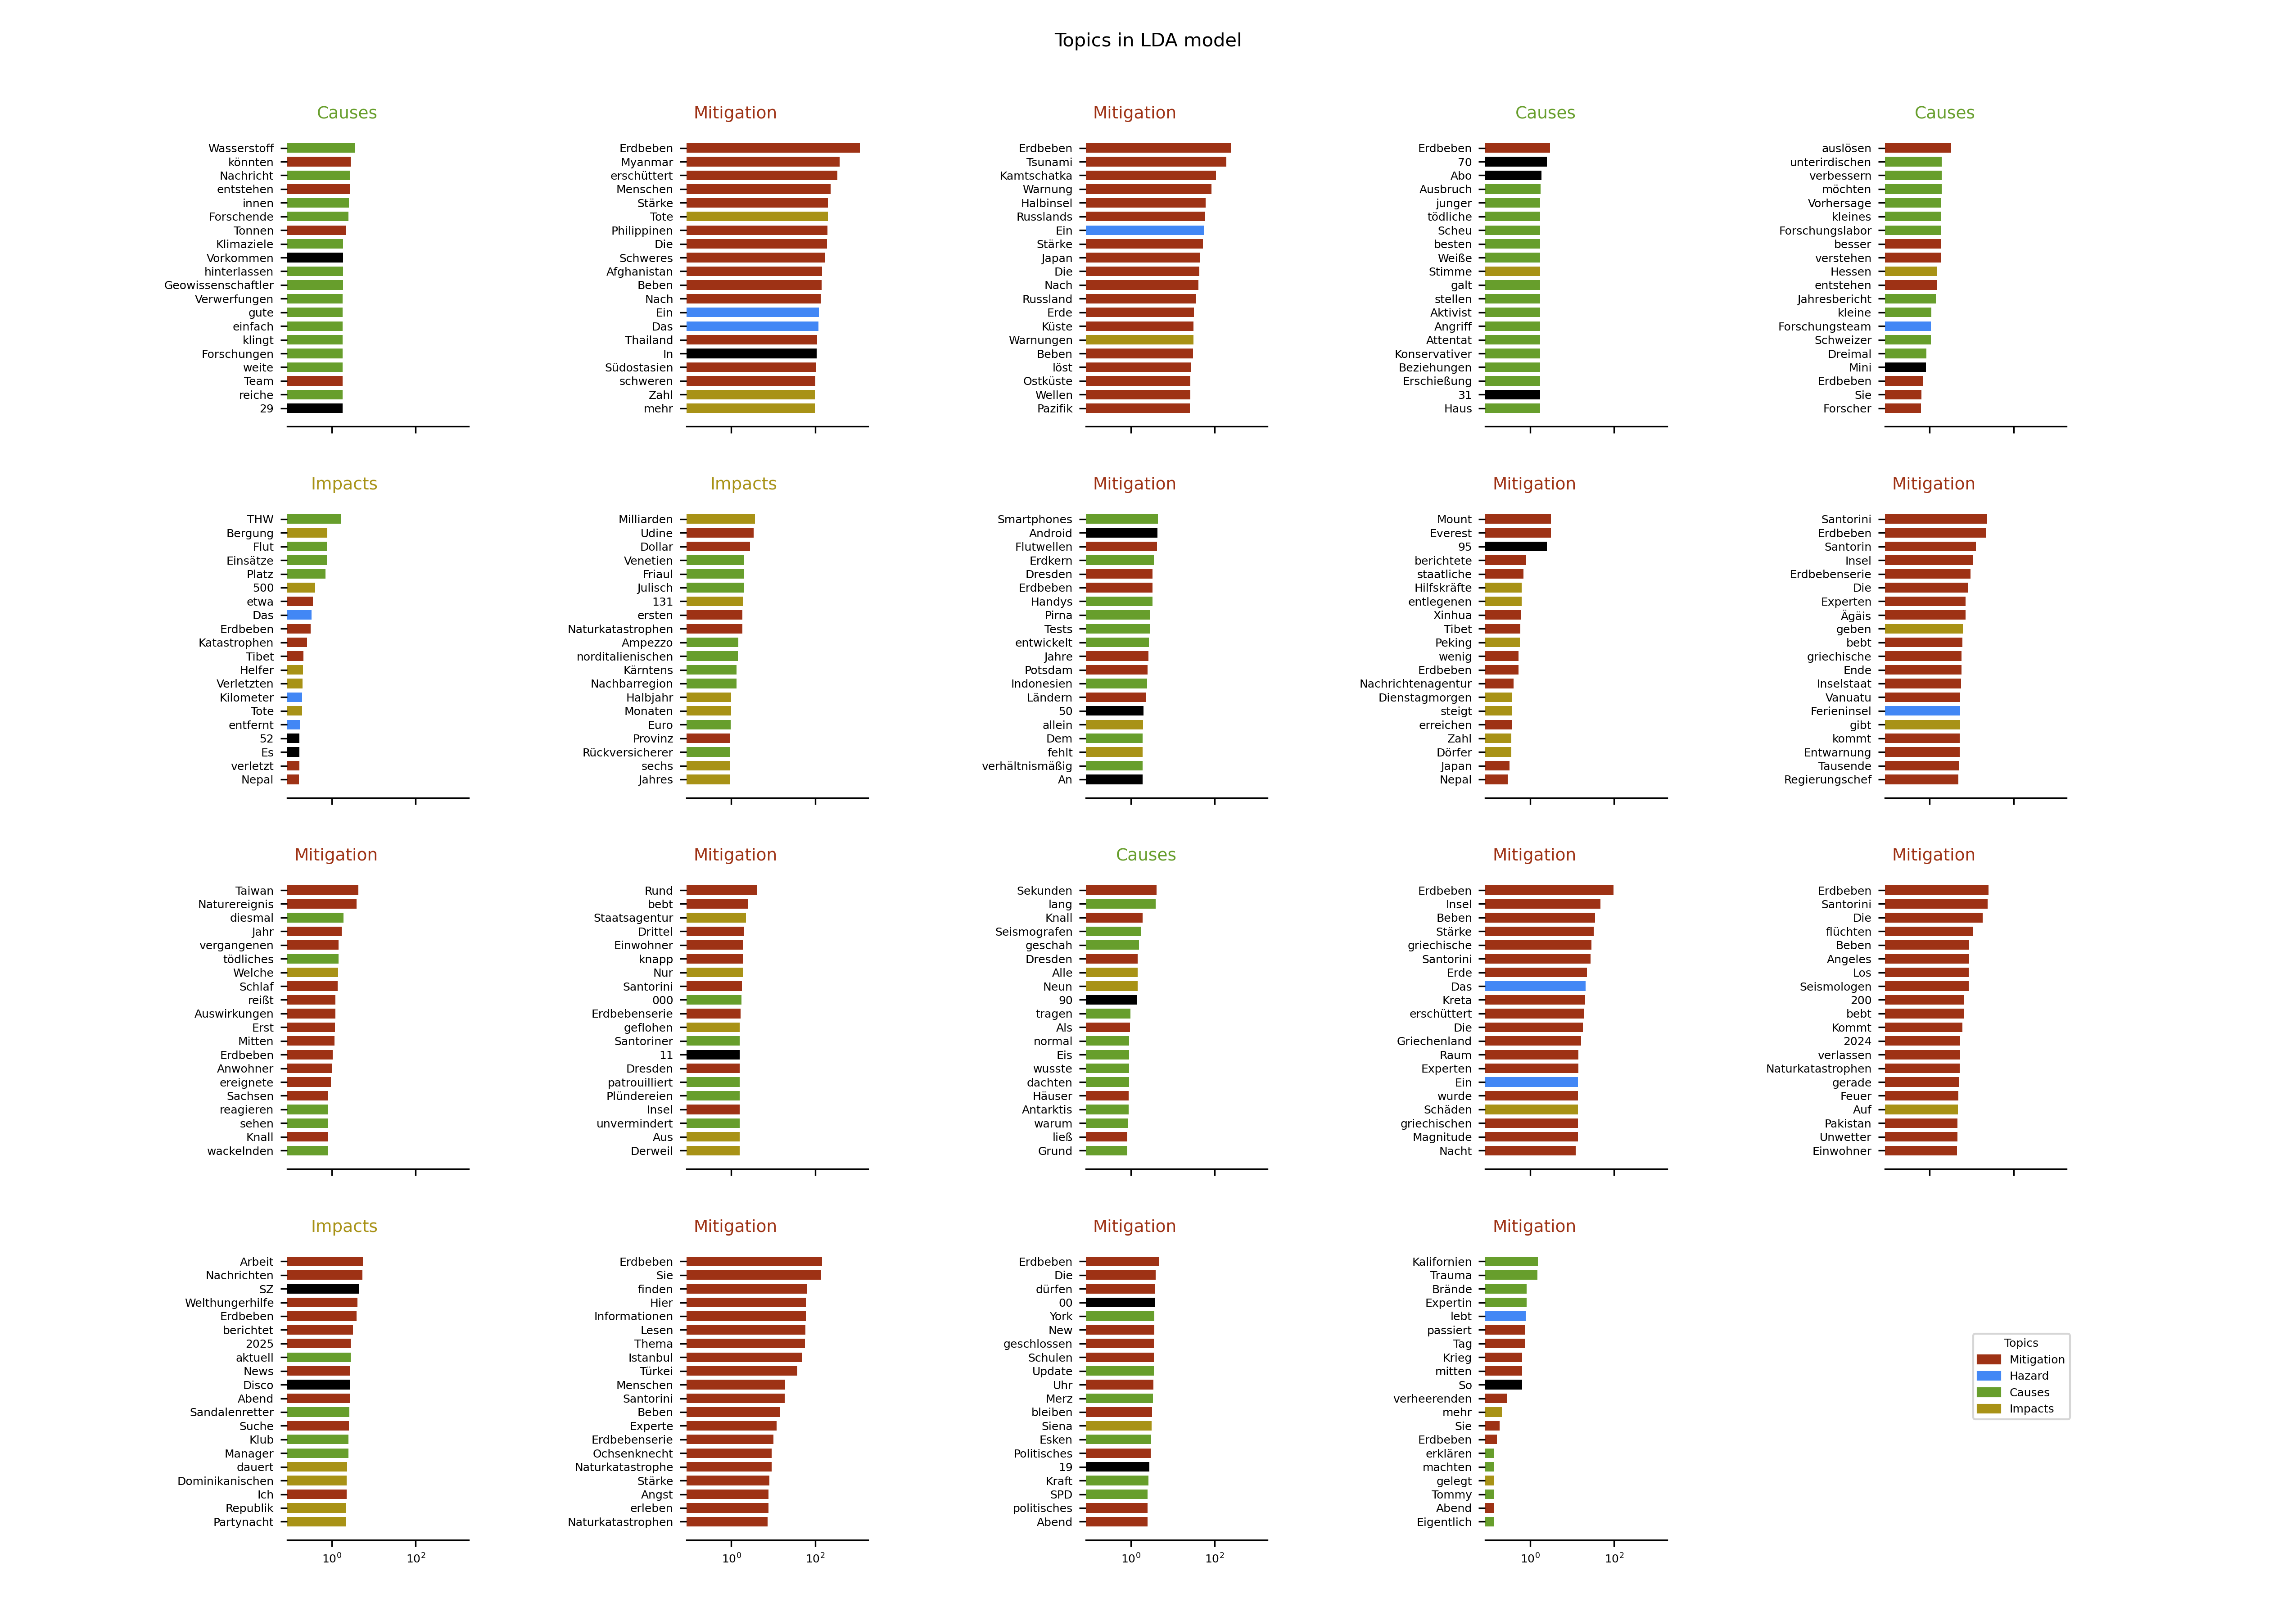 Topics in LDA model
Causes
Wasserstoff
könnten
Nachricht
entstehen
innen
Forschende
Tonnen
Klimaziele
Vorkommen
hinterlassen
Geowissenschaftler
Verwerfungen
gute
einfach
klingt
Forschungen
weite
Team
reiche
29
Mitigation
Erdbeben
Myanmar
erschüttert
Menschen
Stärke
Tote
Philippinen
Die
Schweres
Afghanistan
Beben
Nach
Ein
Das
Thailand
In
Südostasien
schweren
Zahl
mehr
Mitigation
Erdbeben
Tsunami
Kamtschatka
Warnung
Halbinsel
Russlands
Ein
Stärke
Japan
Die
Nach
Russland
Erde
Küste
Warnungen
Beben
löst
Ostküste
Wellen
Pazifik
Causes
Erdbeben
70
Abo
Ausbruch
junger
tödliche
Scheu
besten
Weiße
Stimme
galt
stellen
Aktivist
Angriff
Attentat
Konservativer
Beziehungen
Erschießung
31
Haus
Causes
auslösen
unterirdischen
verbessern
möchten
Vorhersage
kleines
Forschungslabor
besser
verstehen
Hessen
entstehen
Jahresbericht
kleine
Forschungsteam
Schweizer
Dreimal
Mini
Erdbeben
Sie
Forscher
Impacts
THW
Bergung
Flut
Einsätze
Platz
500
etwa
Das
Erdbeben
Katastrophen
Tibet
Helfer
Verletzten
Kilometer
Tote
entfernt
52
Es
verletzt
Nepal
Impacts
Milliarden
Udine
Dollar
Venetien
Friaul
Julisch
131
ersten
Naturkatastrophen
Ampezzo
norditalienischen
Kärntens
Nachbarregion
Halbjahr
Monaten
Euro
Provinz
Rückversicherer
sechs
Jahres
Mitigation
Smartphones
Android
Flutwellen
Erdkern
Dresden
Erdbeben
Handys
Pirna
Tests
entwickelt
Jahre
Potsdam
Indonesien
Ländern
50
allein
Dem
fehlt
verhältnismäßig
An
Mitigation
Mount
Everest
95
berichtete
staatliche
Hilfskräfte
entlegenen
Xinhua
Tibet
Peking
wenig
Erdbeben
Nachrichtenagentur
Dienstagmorgen
steigt
erreichen
Zahl
Dörfer
Japan
Nepal
Mitigation
Santorini
Erdbeben
Santorin
Insel
Erdbebenserie
Die
Experten
Ägäis
geben
bebt
griechische
Ende
Inselstaat
Vanuatu
Ferieninsel
gibt
kommt
Entwarnung
Tausende
Regierungschef
Mitigation
Taiwan
Naturereignis
diesmal
Jahr
vergangenen
tödliches
Welche
Schlaf
reißt
Auswirkungen
Erst
Mitten
Erdbeben
Anwohner
ereignete
Sachsen
reagieren
sehen
Knall
wackelnden
Mitigation
Rund
bebt
Staatsagentur
Drittel
Einwohner
knapp
Nur
Santorini
000
Erdbebenserie
geflohen
Santoriner
11
Dresden
patrouilliert
Plündereien
Insel
unvermindert
Aus
Derweil
Causes
Sekunden
lang
Knall
Seismografen
geschah
Dresden
Alle
Neun
90
tragen
Als
normal
Eis
wusste
dachten
Häuser
Antarktis
warum
ließ
Grund
Mitigation
Erdbeben
Insel
Beben
Stärke
griechische
Santorini
Erde
Das
Kreta
erschüttert
Die
Griechenland
Raum
Experten
Ein
wurde
Schäden
griechischen
Magnitude
Nacht
Mitigation
Erdbeben
Santorini
Die
flüchten
Beben
Angeles
Los
Seismologen
200
bebt
Kommt
2024
verlassen
Naturkatastrophen
gerade
Feuer
Auf
Pakistan
Unwetter
Einwohner
Impacts
Arbeit
Nachrichten
SZ
Welthungerhilfe
Erdbeben
berichtet
2025
aktuell
News
Disco
Abend
Sandalenretter
Suche
Klub
Manager
dauert
Dominikanischen
Ich
Republik
Partynacht
10⁰ 10²
Mitigation
Erdbeben
Sie
finden
Hier
Informationen
Lesen
Thema
Istanbul
Türkei
Menschen
Santorini
Beben
Experte
Erdbebenserie
Ochsenknecht
Naturkatastrophe
Stärke
Angst
erleben
Naturkatastrophen
10⁰ 10²
Mitigation
Erdbeben
Die
dürfen
00
York
New
geschlossen
Schulen
Update
Uhr
Merz
bleiben
Siena
Esken
Politisches
19
Kraft
SPD
politisches
Abend
10⁰ 10²
Mitigation
Kalifornien
Trauma
Brände
Expertin
lebt
passiert
Tag
Krieg
mitten
So
verheerenden
mehr
Sie
Erdbeben
erklären
machten
gelegt
Tommy
Abend
Eigentlich
10⁰ 10²
Topics
Mitigation
Hazard
Causes
Impacts